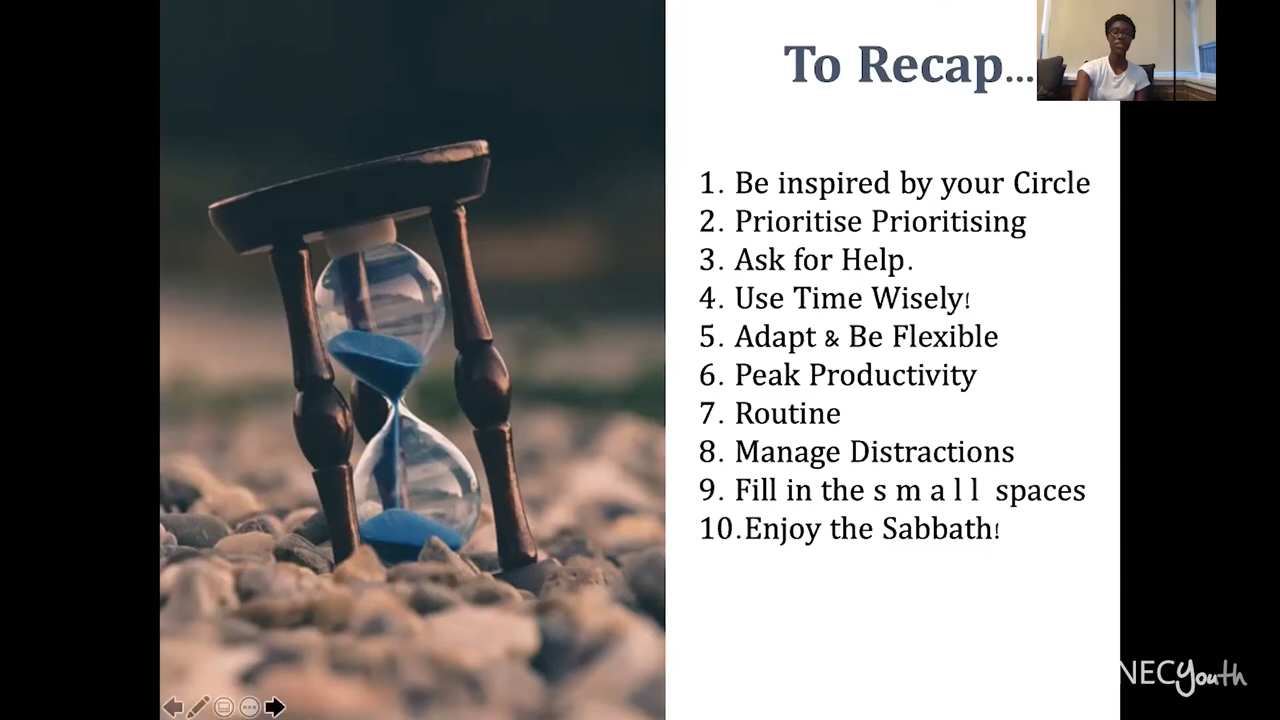 To Recap...
1. Be inspired by your Circle
2. Prioritise Prioritising
3. Ask for Help.
4. Use Time Wisely!
5. Adapt & Be Flexible
6. Peak Productivity
7. Routine
8. Manage Distractions
9. Fill in the s m a l l spaces
10.Enjoy the Sabbath!
NECyouth